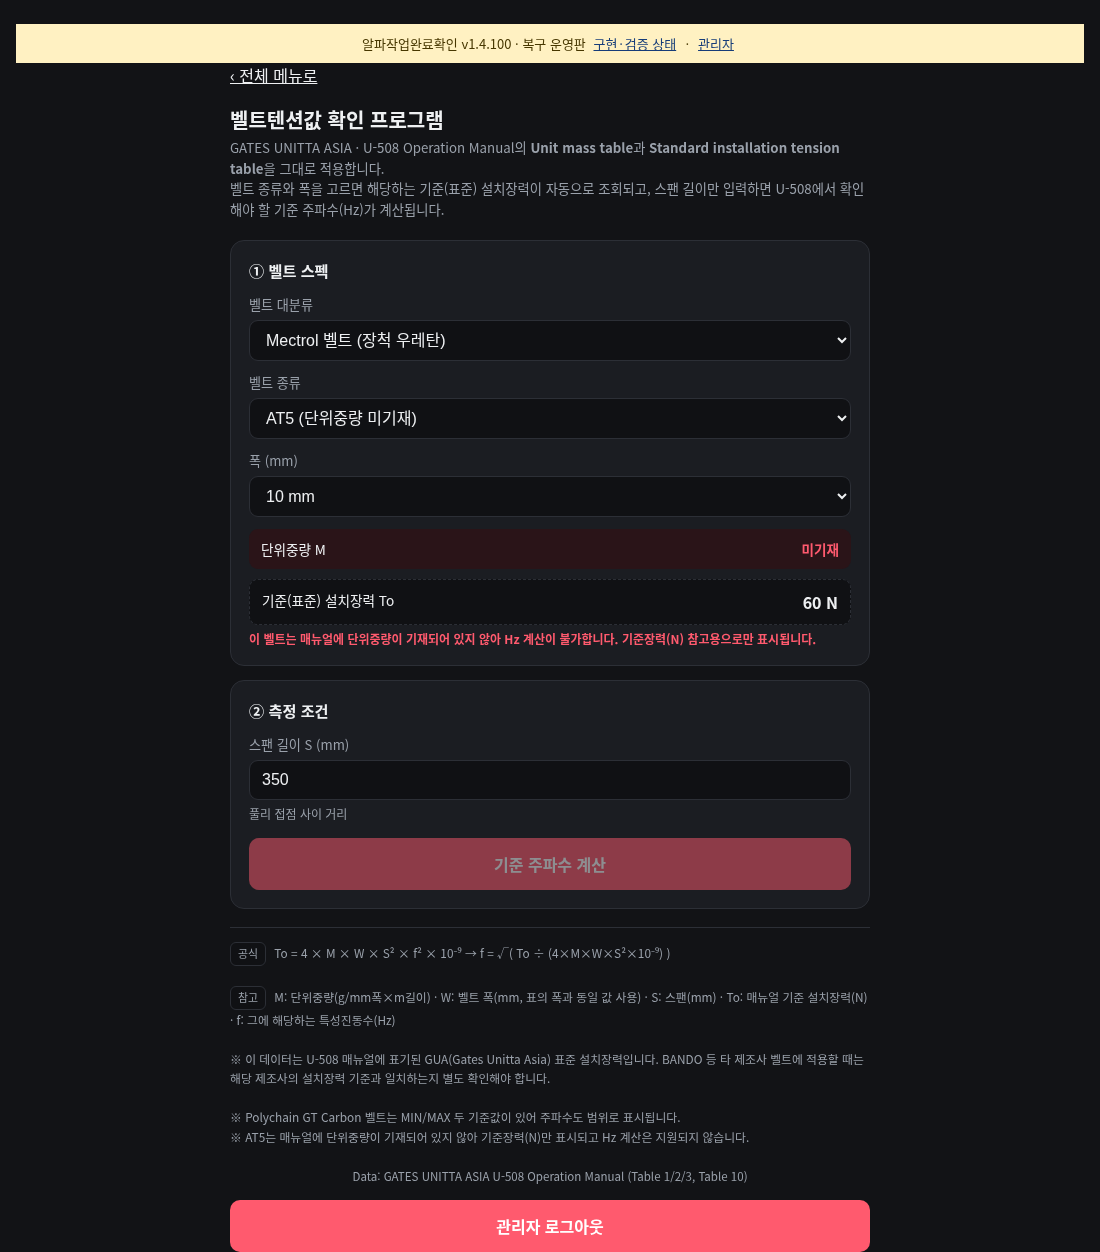 알파작업완료확인 v1.4.100 · 복구 운영판 구현·검증 상태 · 관리자
‹ 전체 메뉴로
벨트텐션값 확인 프로그램
GATES UNITTA ASIA · U-508 Operation Manual의 Unit mass table과 Standard installation tension
table을 그대로 적용합니다.
벨트 종류와 폭을 고르면 해당하는 기준(표준) 설치장력이 자동으로 조회되고, 스팬 길이만 입력하면 U-508에서 확인
해야 할 기준 주파수(Hz)가 계산됩니다.
① 벨트 스펙
벨트 대분류
Mectrol 벨트 (장척 우레탄)
벨트 종류
AT5 (단위중량 미기재)
폭 (mm)
10 mm
단위중량 M 미기재
기준(표준) 설치장력 To 60 N
이 벨트는 매뉴얼에 단위중량이 기재되어 있지 않아 Hz 계산이 불가합니다. 기준장력(N) 참고용으로만 표시됩니다.
② 측정 조건
스팬 길이 S (mm)
350
풀리 접점 사이 거리
기준 주파수 계산
공식 To = 4 × M × W × S² × f² × 10⁻⁹ → f = √( To ÷ (4×M×W×S²×10⁻⁹) )
참고 M: 단위중량(g/mm폭×m길이) · W: 벨트 폭(mm, 표의 폭과 동일 값 사용) · S: 스팬(mm) · To: 매뉴얼 기준 설치장력(N)
· f: 그에 해당하는 특성진동수(Hz)
※ 이 데이터는 U-508 매뉴얼에 표기된 GUA(Gates Unitta Asia) 표준 설치장력입니다. BANDO 등 타 제조사 벨트에 적용할 때는
해당 제조사의 설치장력 기준과 일치하는지 별도 확인해야 합니다.
※ Polychain GT Carbon 벨트는 MIN/MAX 두 기준값이 있어 주파수도 범위로 표시됩니다.
※ AT5는 매뉴얼에 단위중량이 기재되어 있지 않아 기준장력(N)만 표시되고 Hz 계산은 지원되지 않습니다.
Data: GATES UNITTA ASIA U-508 Operation Manual (Table 1/2/3, Table 10)
관리자 로그아웃